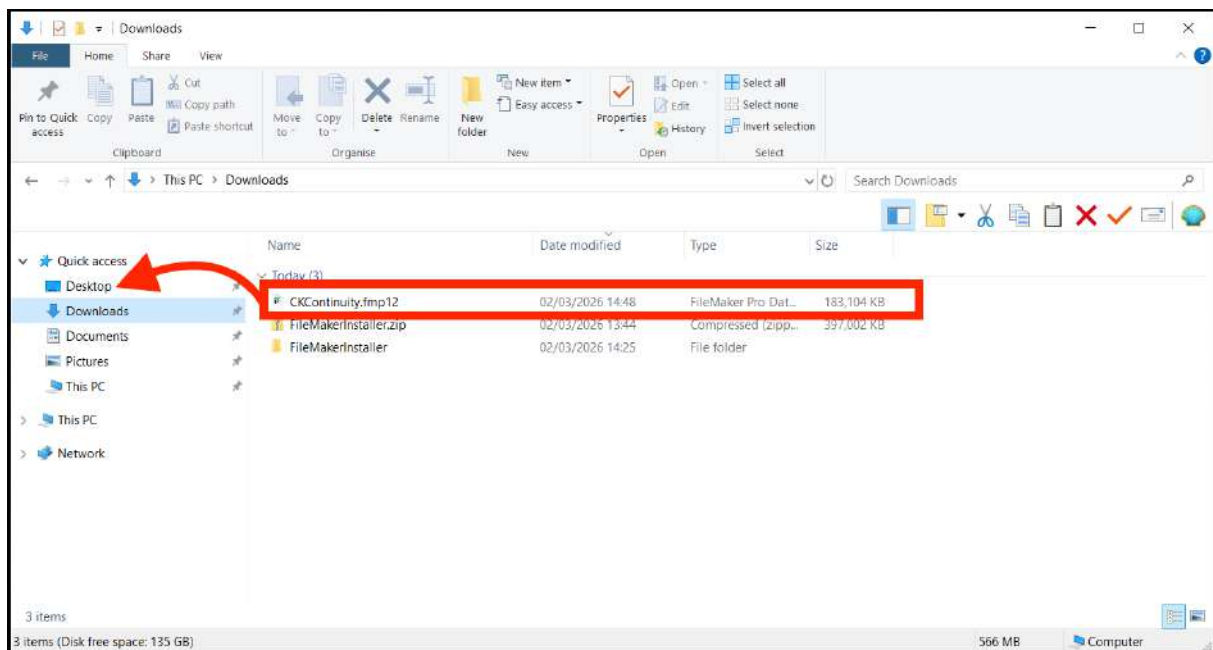 Downloads
File Home Share View
Pin to Quick access
Copy
Paste
Cut
Copy path
Paste shortcut
Clipboard
Move to
Copy to
Delete
Rename
Organise
New folder
New item
Easy access
New
Properties
Open
Edit
History
Open
Select all
Select none
Invert selection
Select
This PC > Downloads
Search Downloads
Name Date modified Type Size
Quick access
Desktop
Downloads
Documents
Pictures
This PC
This PC
Network
Today (3)
CKContinuity.fmp12 02/03/2026 14:48 FileMaker Pro Dat... 183,104 KB
FileMakerInstaller.zip 02/03/2026 13:44 Compressed (zipp... 397,002 KB
FileMakerInstaller 02/03/2026 14:25 File folder
3 items
3 items (Disk free space: 135 GB) 566 MB Computer